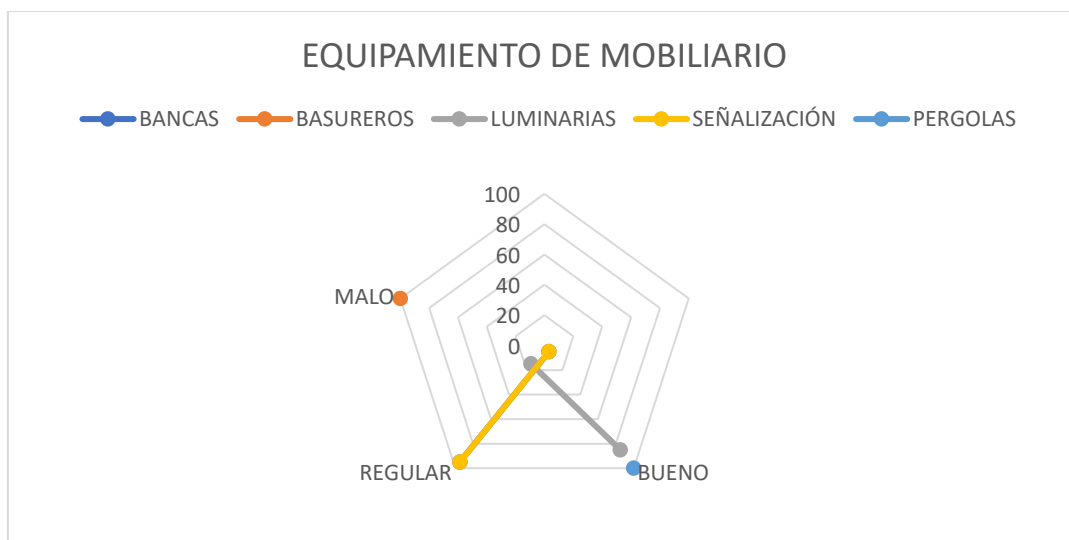 EQUIPAMIENTO DE MOBILIARIO
BANCAS BASUREROS LUMINARIAS SEÑALIZACIÓN PERGOLAS
100
80
60
40
20
0
MALO
REGULAR
BUENO